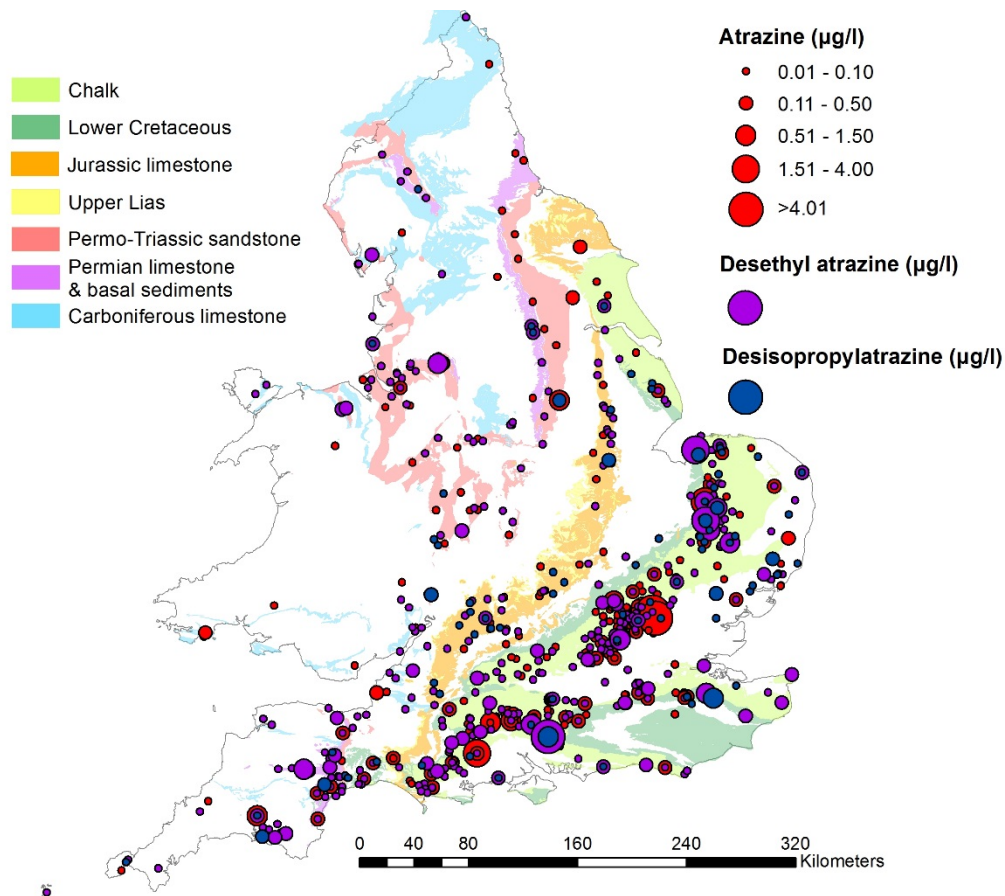 Chalk
Lower Cretaceous
Jurassic limestone
Upper Lias
Permo-Triassic sandstone
Permian limestone
& basal sediments
Carboniferous limestone
Atrazine (µg/l)
0.01 - 0.10
0.11 - 0.50
0.51 - 1.50
1.51 - 4.00
>4.01
Desethyl atrazine (µg/l)
Desisopropylatrazine (µg/l)
0 40 80 160 240 320
Kilometers